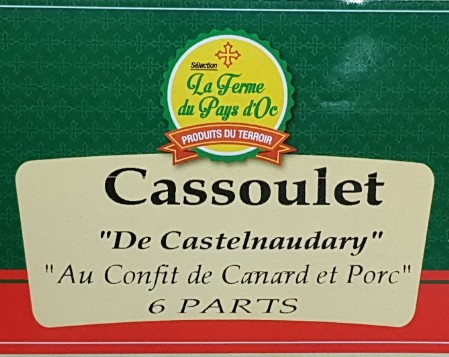 Sélection
La Ferme
du Pays d'Oc
PRODUITS DU TERROIR
Cassoulet
"De Castelnaudary"
"Au Confit de Canard et Porc"
6 PARTS